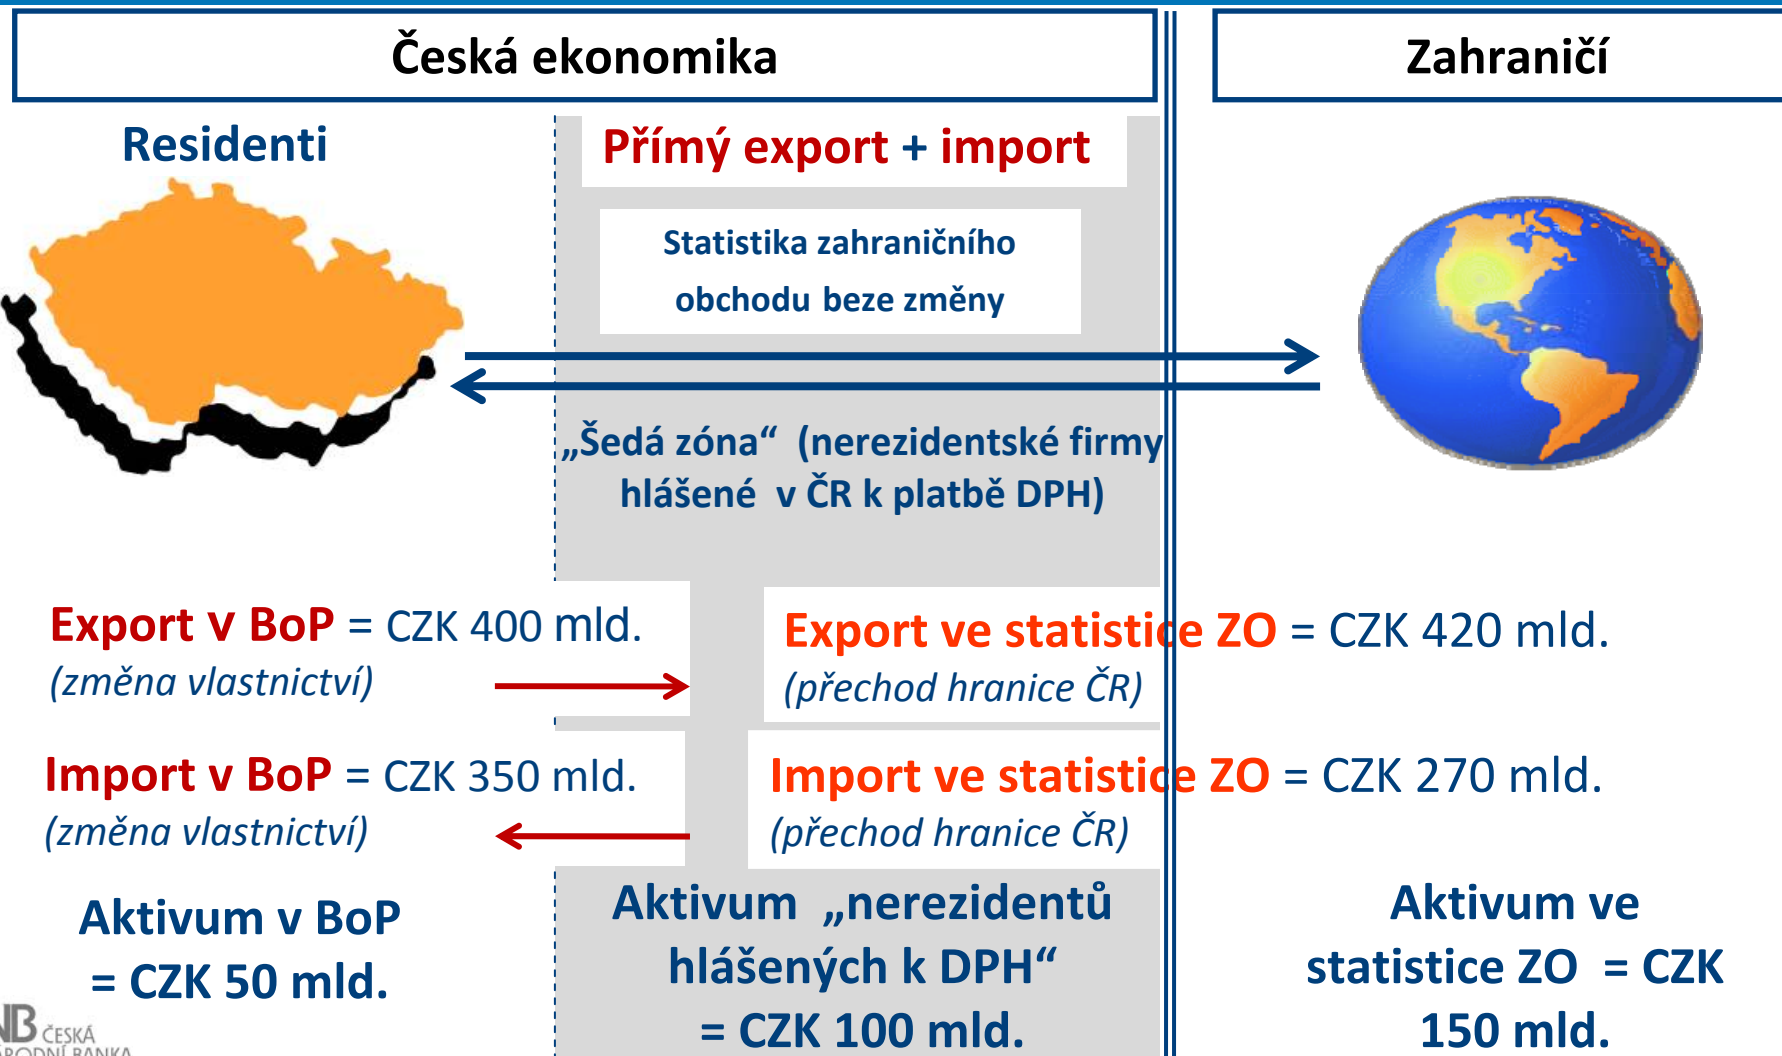 Česká ekonomika
Zahraničí
Residenti
Přímý export + import
Statistika zahraničního
obchodu beze změny
„Šedá zóna“ (nerezidentské firmy
hlášené v ČR k platbě DPH)
Export v BoP = CZK 400 mld.
(změna vlastnictví)
Export ve statistice ZO = CZK 420 mld.
(přechod hranice ČR)
Import v BoP = CZK 350 mld.
(změna vlastnictví)
Import ve statistice ZO = CZK 270 mld.
(přechod hranice ČR)
Aktivum v BoP
= CZK 50 mld.
Aktivum „nerezidentů
hlášených k DPH“
= CZK 100 mld.
Aktivum ve
statistice ZO = CZK
150 mld.
NB ČESKÁ